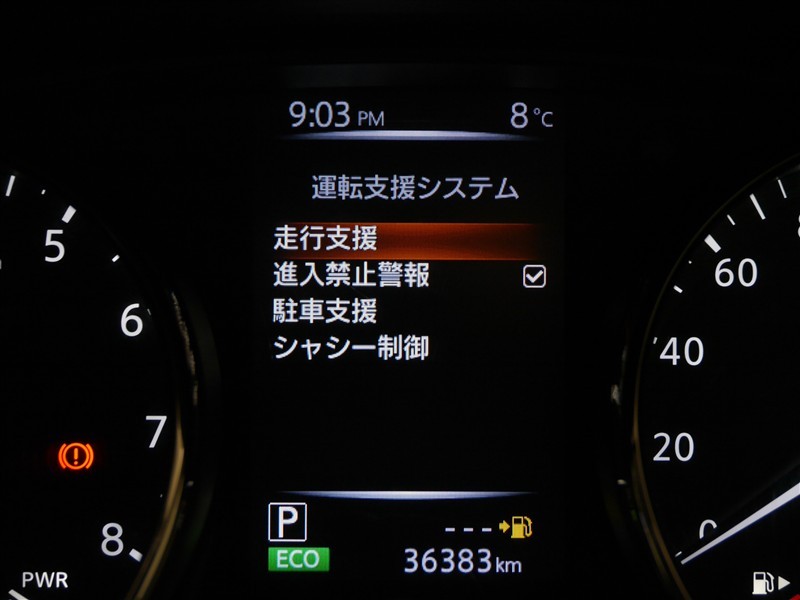 9:03 PM 8°C
運転支援システム
走行支援
進入禁止警報
駐車支援
シャシー制御
5
6
7
8
PWR
60
40
20
0
P
---
ECO
36383km